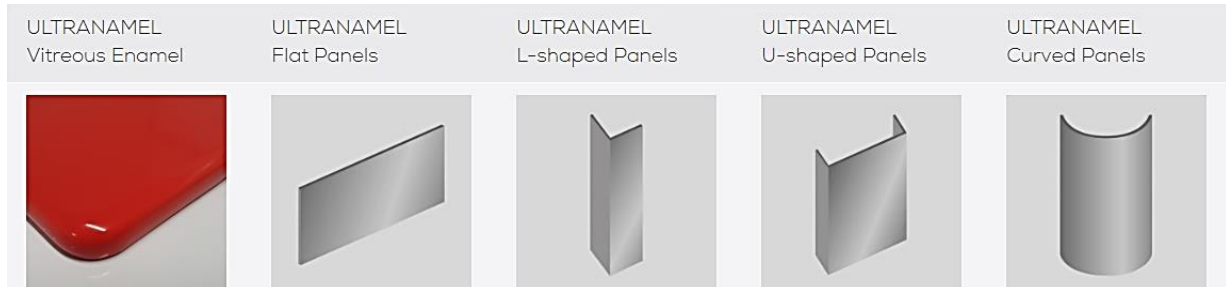 ULTRANAMEL
Vitreous Enamel
ULTRANAMEL
Flat Panels
ULTRANAMEL
L-shaped Panels
ULTRANAMEL
U-shaped Panels
ULTRANAMEL
Curved Panels